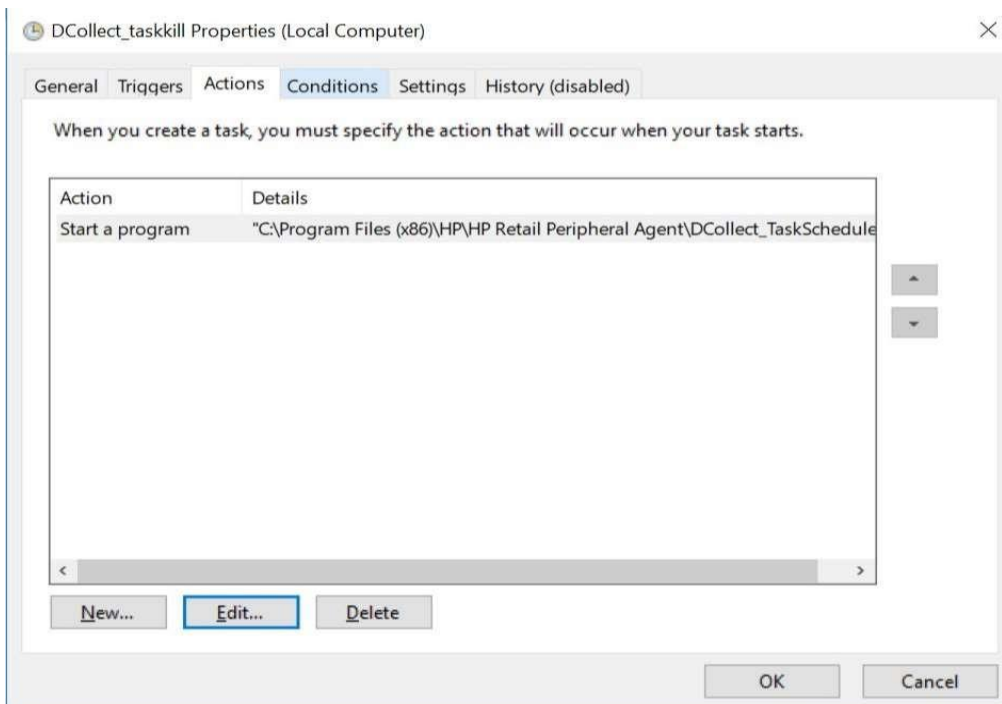 DCollect_taskkill Properties (Local Computer)
General Triggers Actions Conditions Settings History (disabled)
When you create a task, you must specify the action that will occur when your task starts.
Action Details
Start a program "C:\Program Files (x86)\HP\HP Retail Peripheral Agent\DCollect_TaskSchedule
New... Edit... Delete
OK Cancel